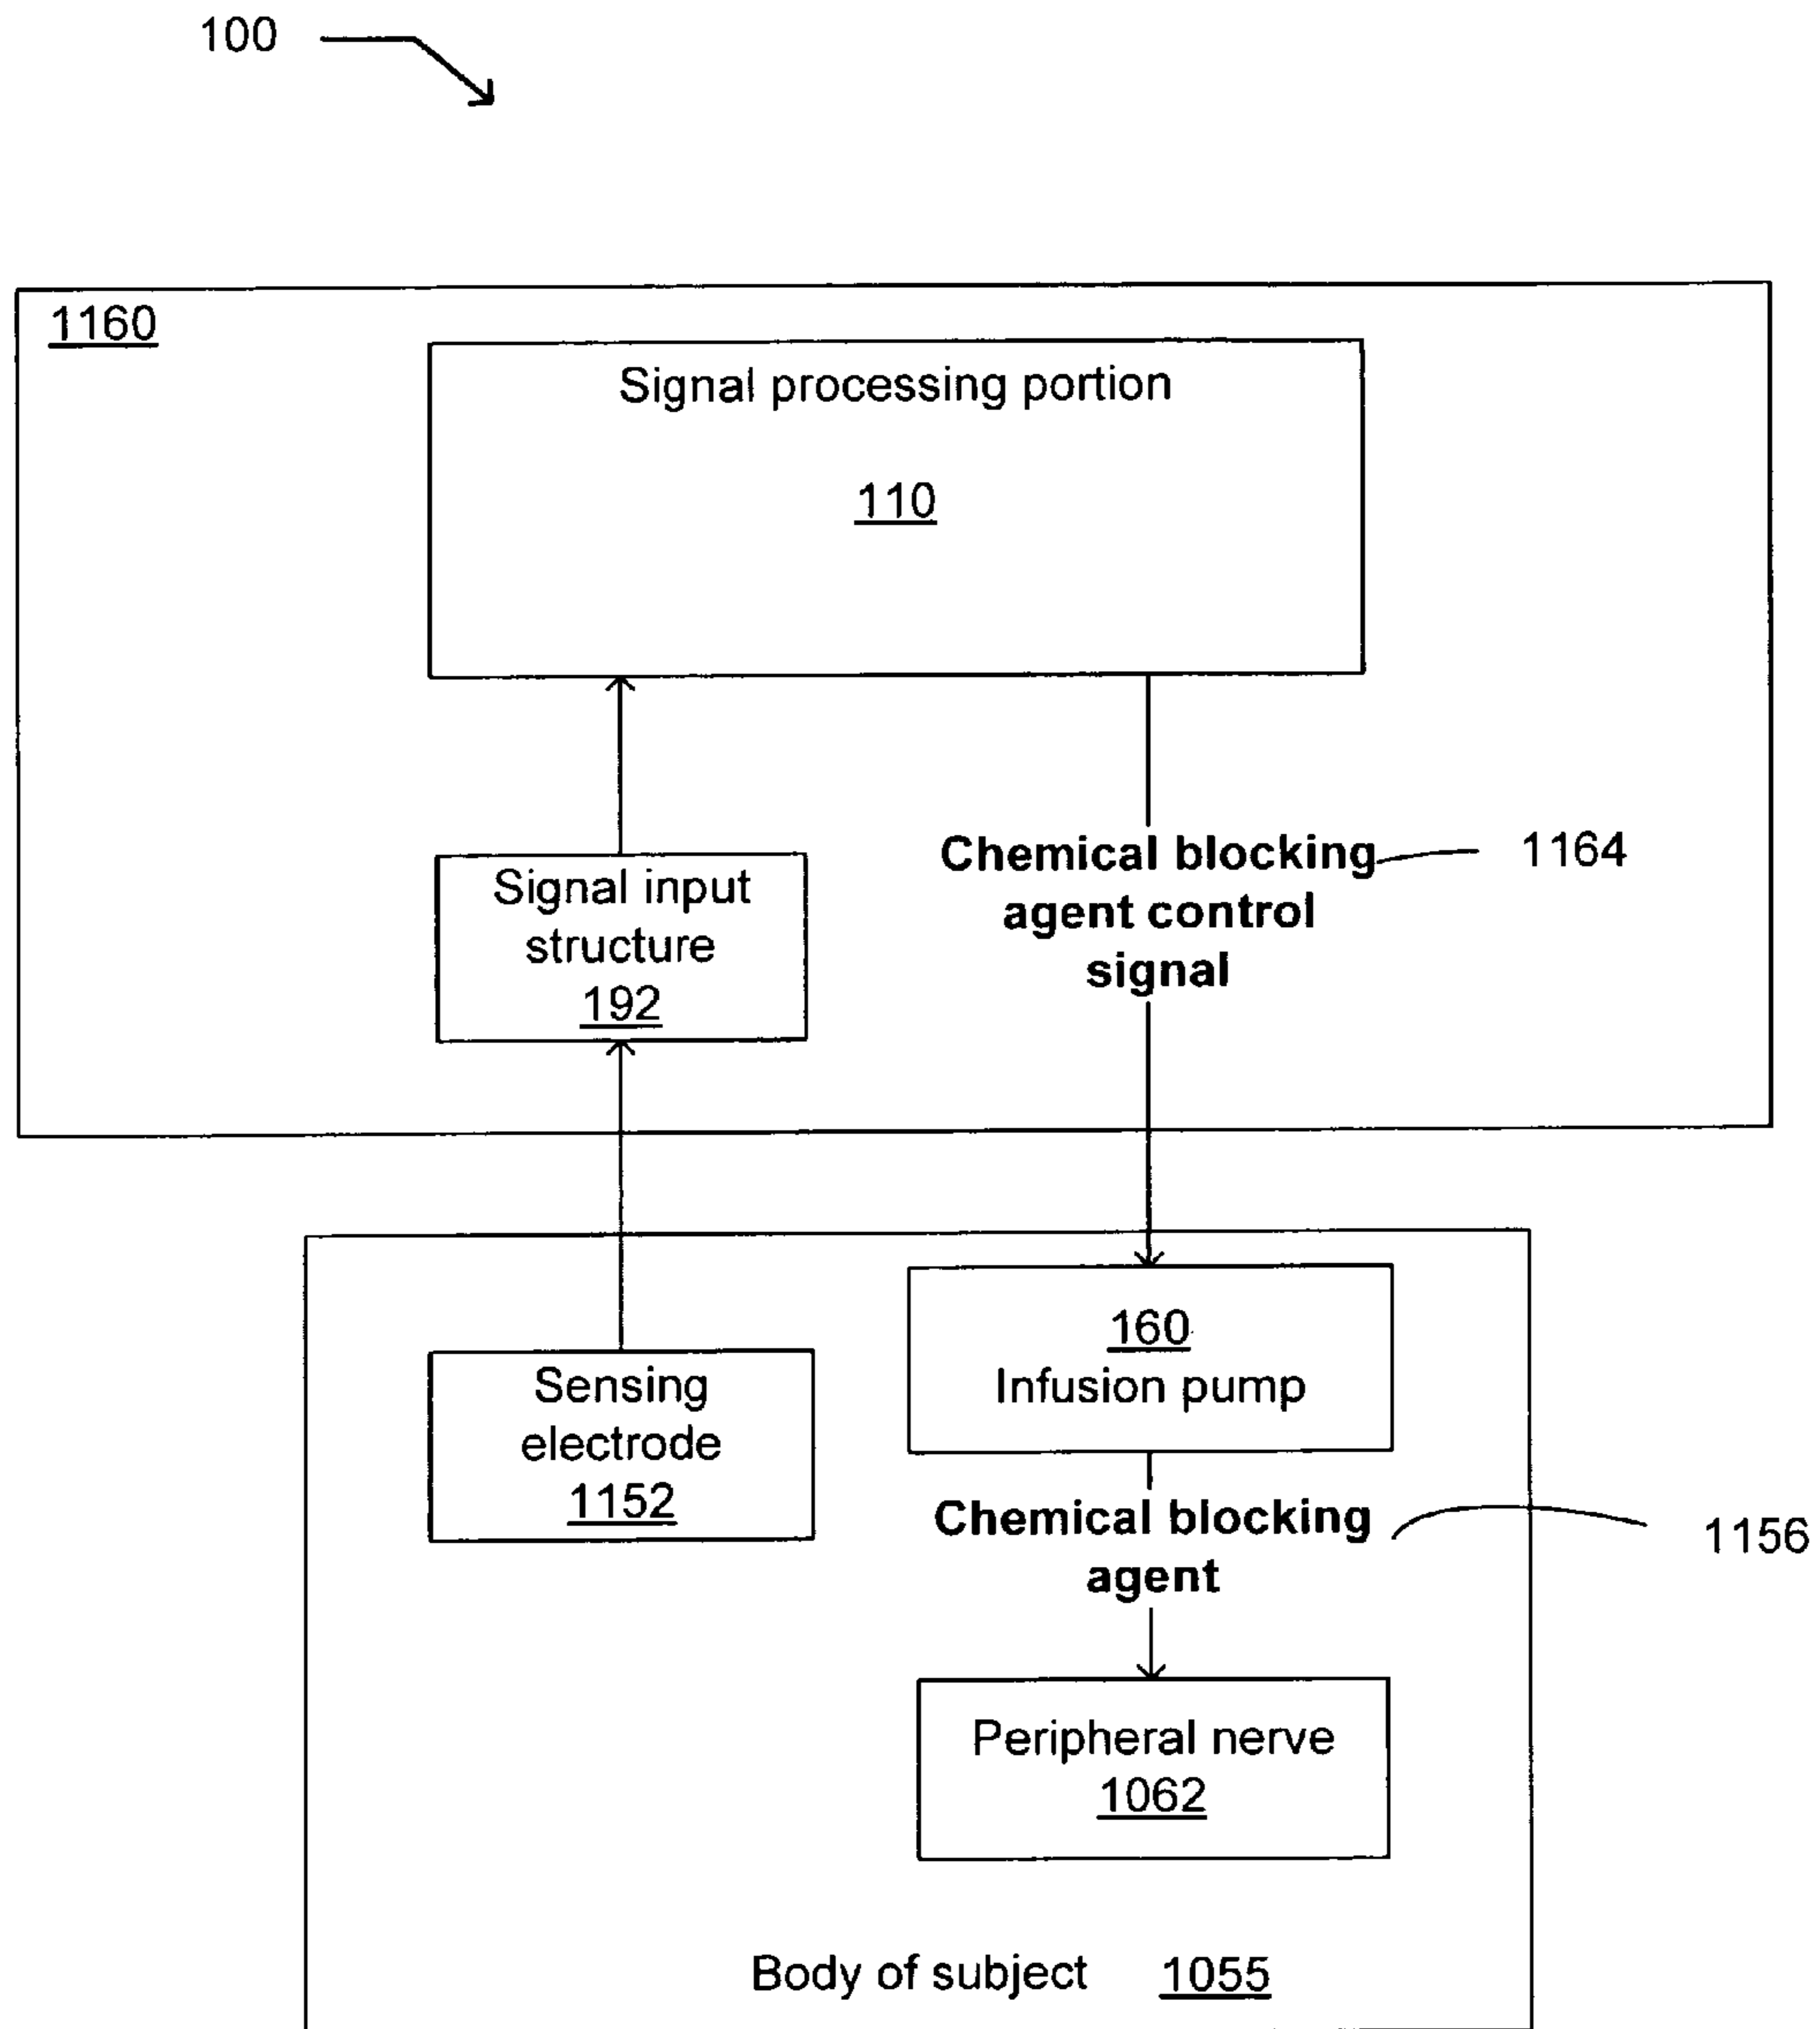 100
1160
Signal processing portion
110
Chemical blocking
1164
agent control
signal
Signal input
structure
192
160
Infusion pump
Sensing
electrode
1152
Chemical blocking
1156
agent
Peripheral nerve
1062
Body of subject 1055